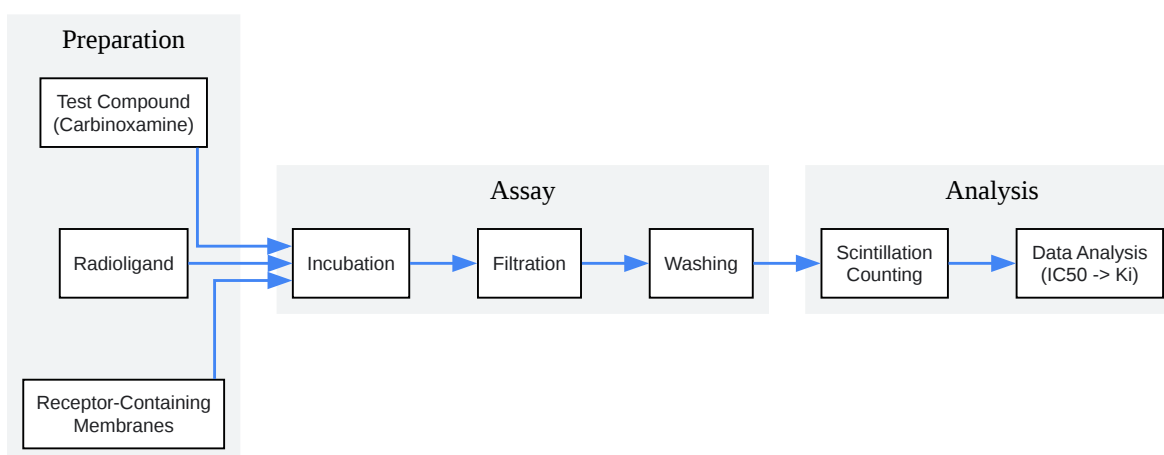 Preparation
Test Compound
(Carbinoxamine)
Radioligand
Receptor-Containing
Membranes
Assay
Incubation
Filtration
Washing
Analysis
Scintillation
Counting
Data Analysis
(IC50 -> Ki)